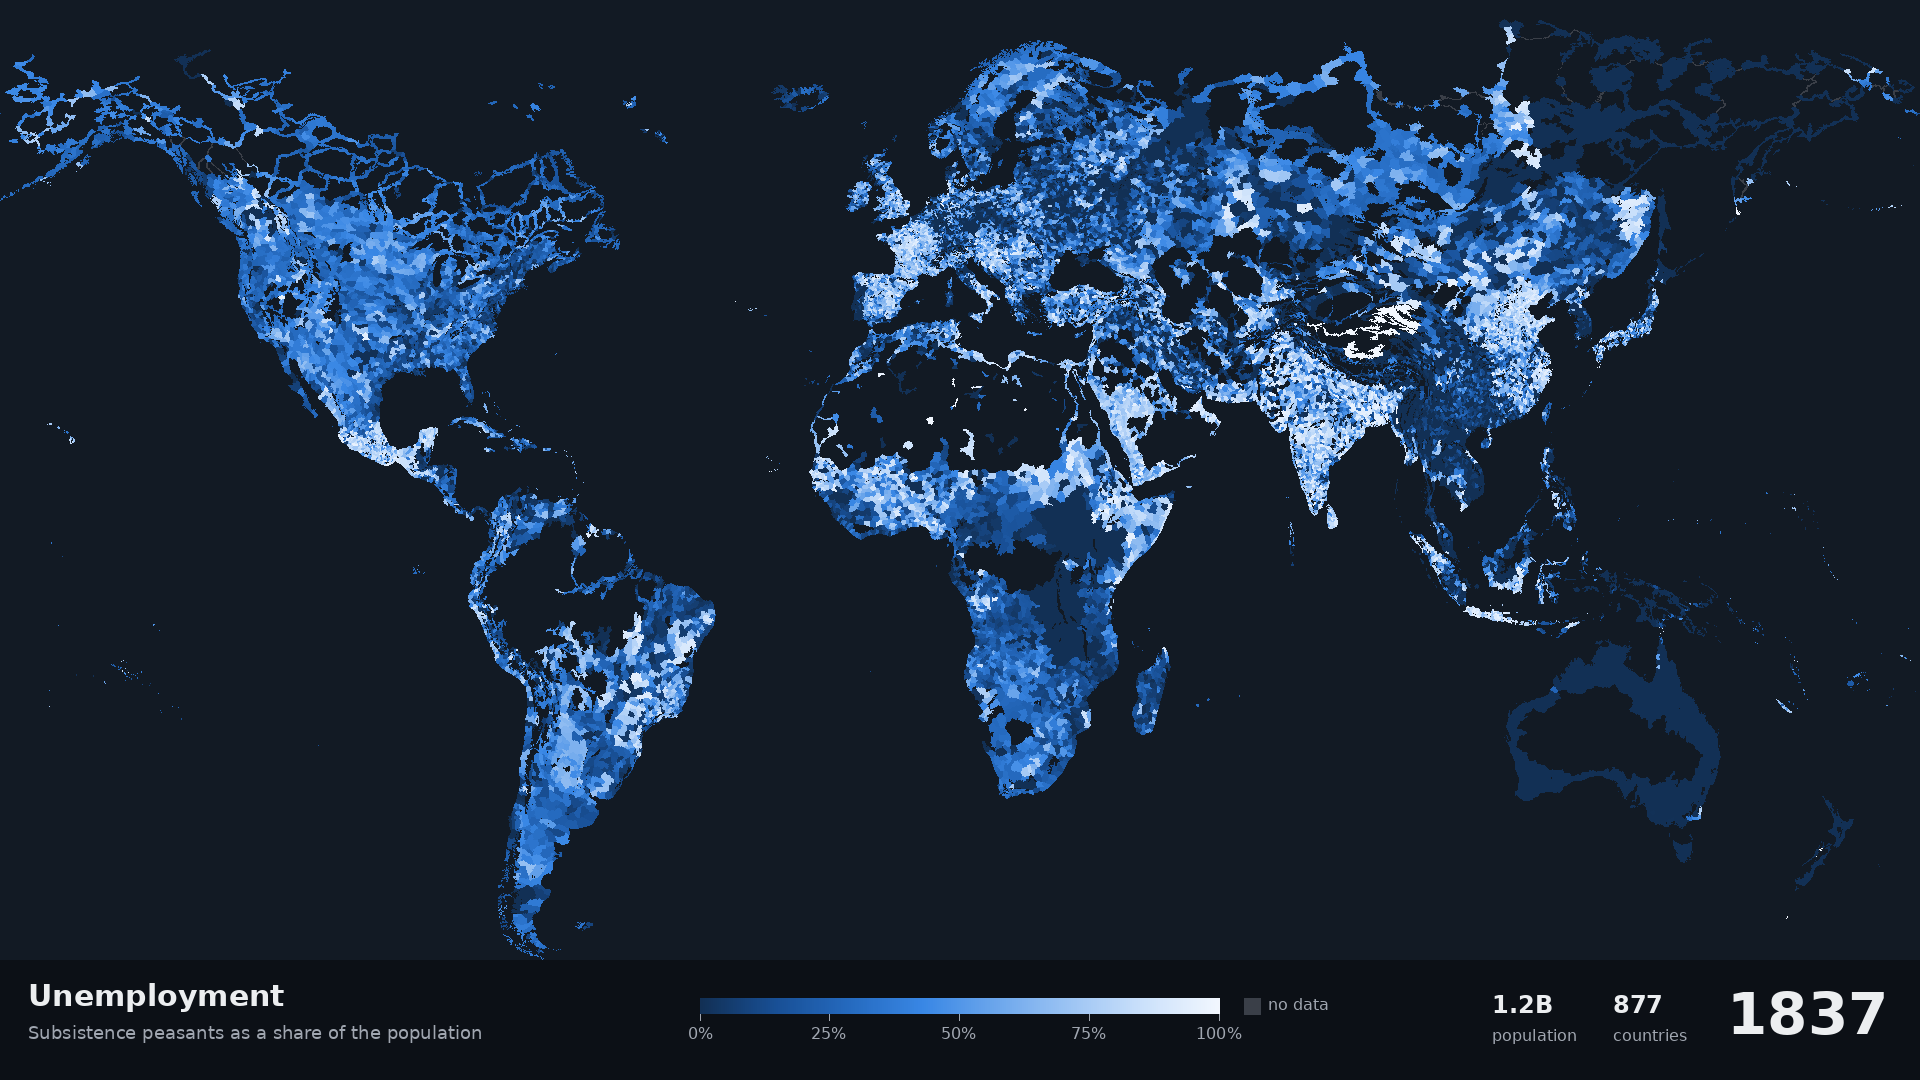 Unemployment
Subsistence peasants as a share of the population
0% 25% 50% 75% 100%
no data
1.2B
population
877
countries
1837